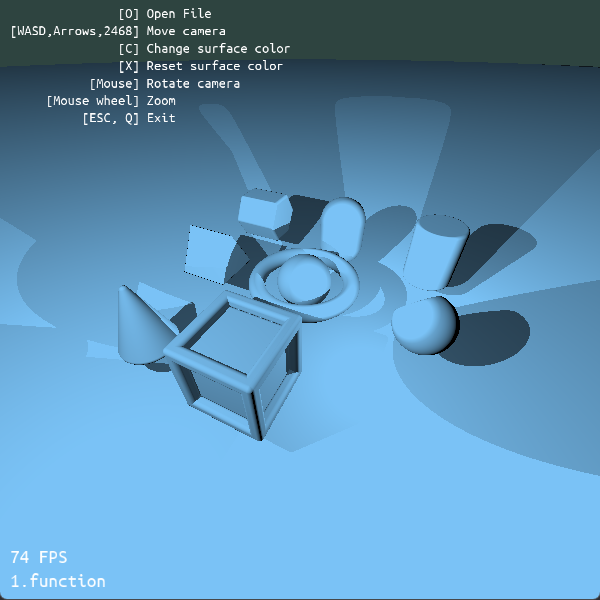 [O] Open File
[WASD,Arrows,2468] Move camera
[C] Change surface color
[X] Reset surface color
[Mouse] Rotate camera
[Mouse wheel] Zoom
[ESC, Q] Exit
74 FPS
1.function